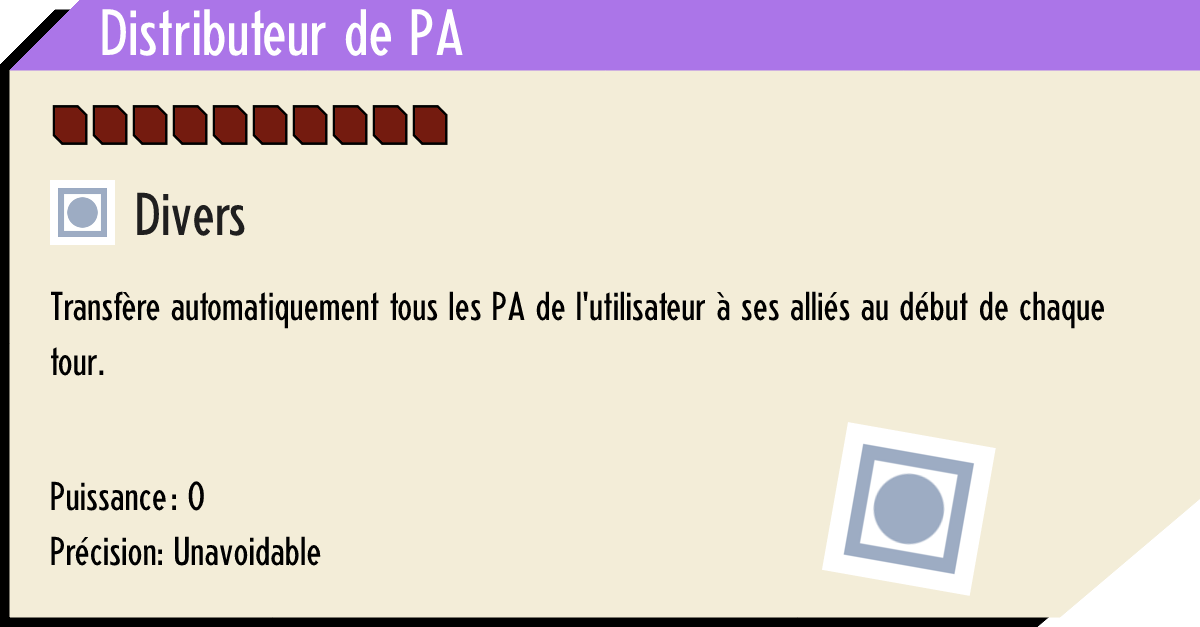 Distributeur de PA
Divers
Transfère automatiquement tous les PA de l'utilisateur à ses alliés au début de chaque
tour.
Puissance : 0
Précision: Unavoidable